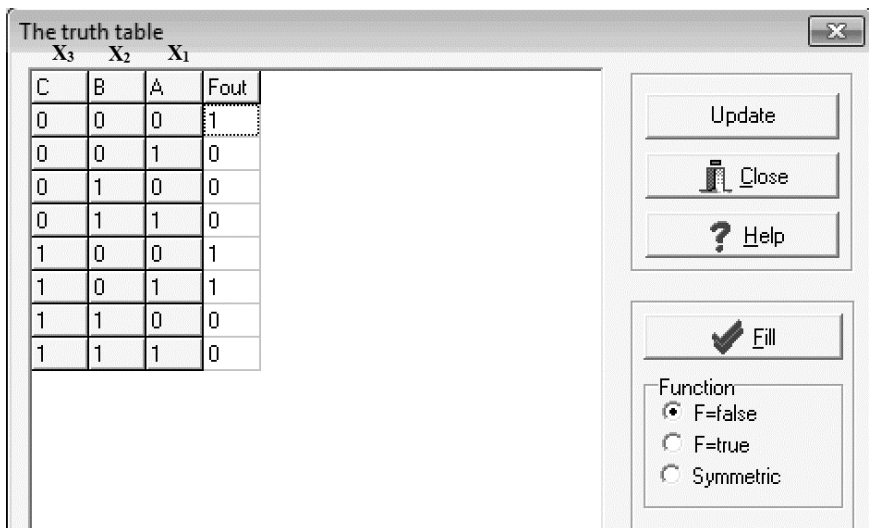 The truth table
X₃ X₂ X₁
C B A Fout
0 0 0 1
0 0 1 0
0 1 0 0
0 1 1 0
1 0 0 1
1 0 1 1
1 1 0 0
1 1 1 0
Update
Close
Help
Fill
Function
F=false
F=true
Symmetric